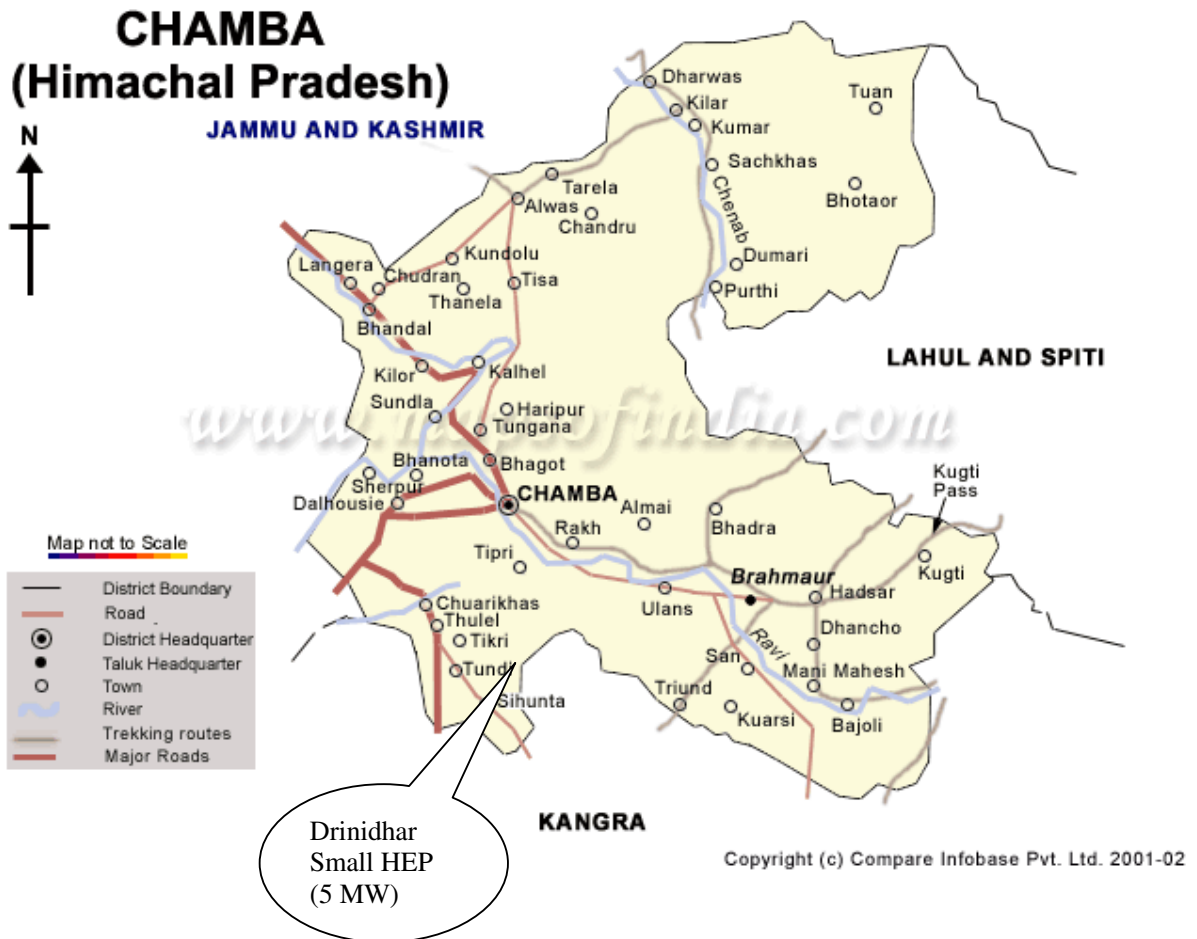 CHAMBA
(Himachal Pradesh)
N
JAMMU AND KASHMIR
Dharwas
Kilar
Tuan
Kumar
Sachkhas
Tarela
Chenab
Bhotaor
Alwas
Chandru
Kundolu
Dumari
Langera
Chudran
Tisa
Thanela
Purthi
Bhandal
LAHUL AND SPITI
Kilor
Kalhel
Sundla
Haripur
www.mapsofindia.com
Tungana
Bhanota
Bhagot
Kugti
Pass
Sherpur
CHAMBA
Dalhousie
Almai
Bhadra
Rakh
Map not to Scale
Tipri
Brahmaur
Kugti
District Boundary
Hadsar
Road
Chuarikhas
Ulans
District Headquarter
Thulel
Dhancho
Tikri
Ravi
Taluk Headquarter
San
Town
Tundi
Mani Mahesh
River
Sihunta
Triund
Kuarsi
Bajoli
Trekking routes
Major Roads
Drinidhar
Small HEP
(5 MW)
KANGRA
Copyright (c) Compare Infobase Pvt. Ltd. 2001-02